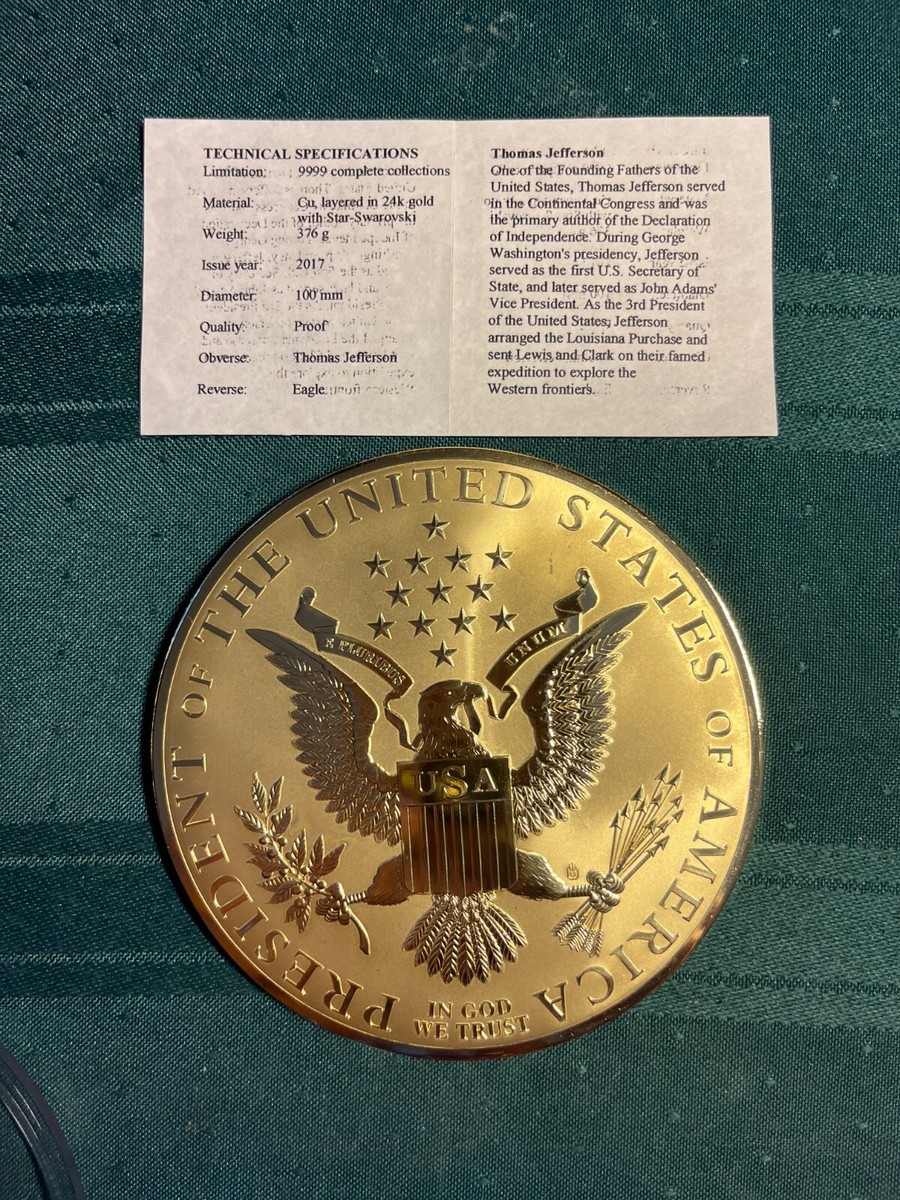 TECHNICAL SPECIFICATIONS
Limitation: 9999 complete collections
Material: Cu, layered in 24k gold
with Star-Swarovski
Weight: 376 g
Issue year: 2017
Diameter: 100 mm
Quality: Proof
Obverse: Thomas Jefferson
Reverse: Eagle
Thomas Jefferson
One of the Founding Fathers of the
United States, Thomas Jefferson served
in the Continental Congress and was
the primary author of the Declaration
of Independence. During George
Washington's presidency, Jefferson
served as the first U.S. Secretary of
State, and later served as John Adams'
Vice President. As the 3rd President
of the United States, Jefferson
arranged the Louisiana Purchase and
sent Lewis and Clark on their famed
expedition to explore the
Western frontiers.
PRESIDENT OF THE UNITED STATES OF AMERICA
E PLURIBUS UNUM
USA
IN GOD
WE TRUST